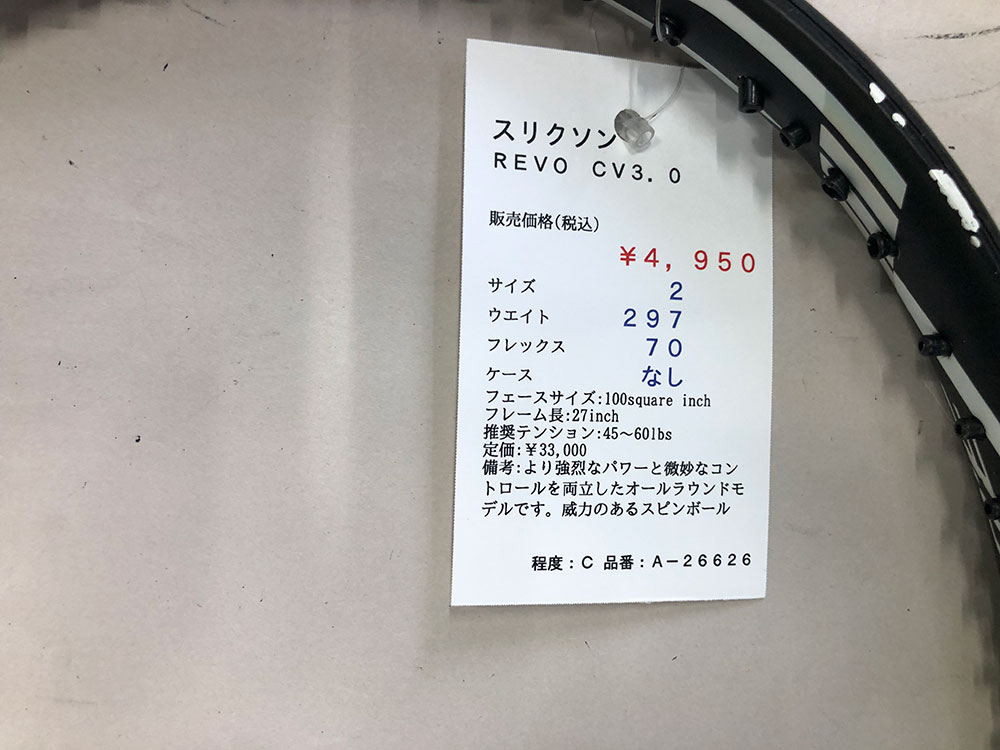 スリクソン
ＲＥＶＯ　ＣＶ３．０
販売価格(税込)
￥４，９５０
サイズ　２
ウエイト　２９７
フレックス　７０
ケース　なし
フェースサイズ:100square inch
フレーム長:27inch
推奨テンション:45～60lbs
定価:￥33,000
備考:より強烈なパワーと微妙なコン
トロールを両立したオールラウンドモ
デルです。威力のあるスピンボール
程度：Ｃ 品番：Ａ－２６６２６